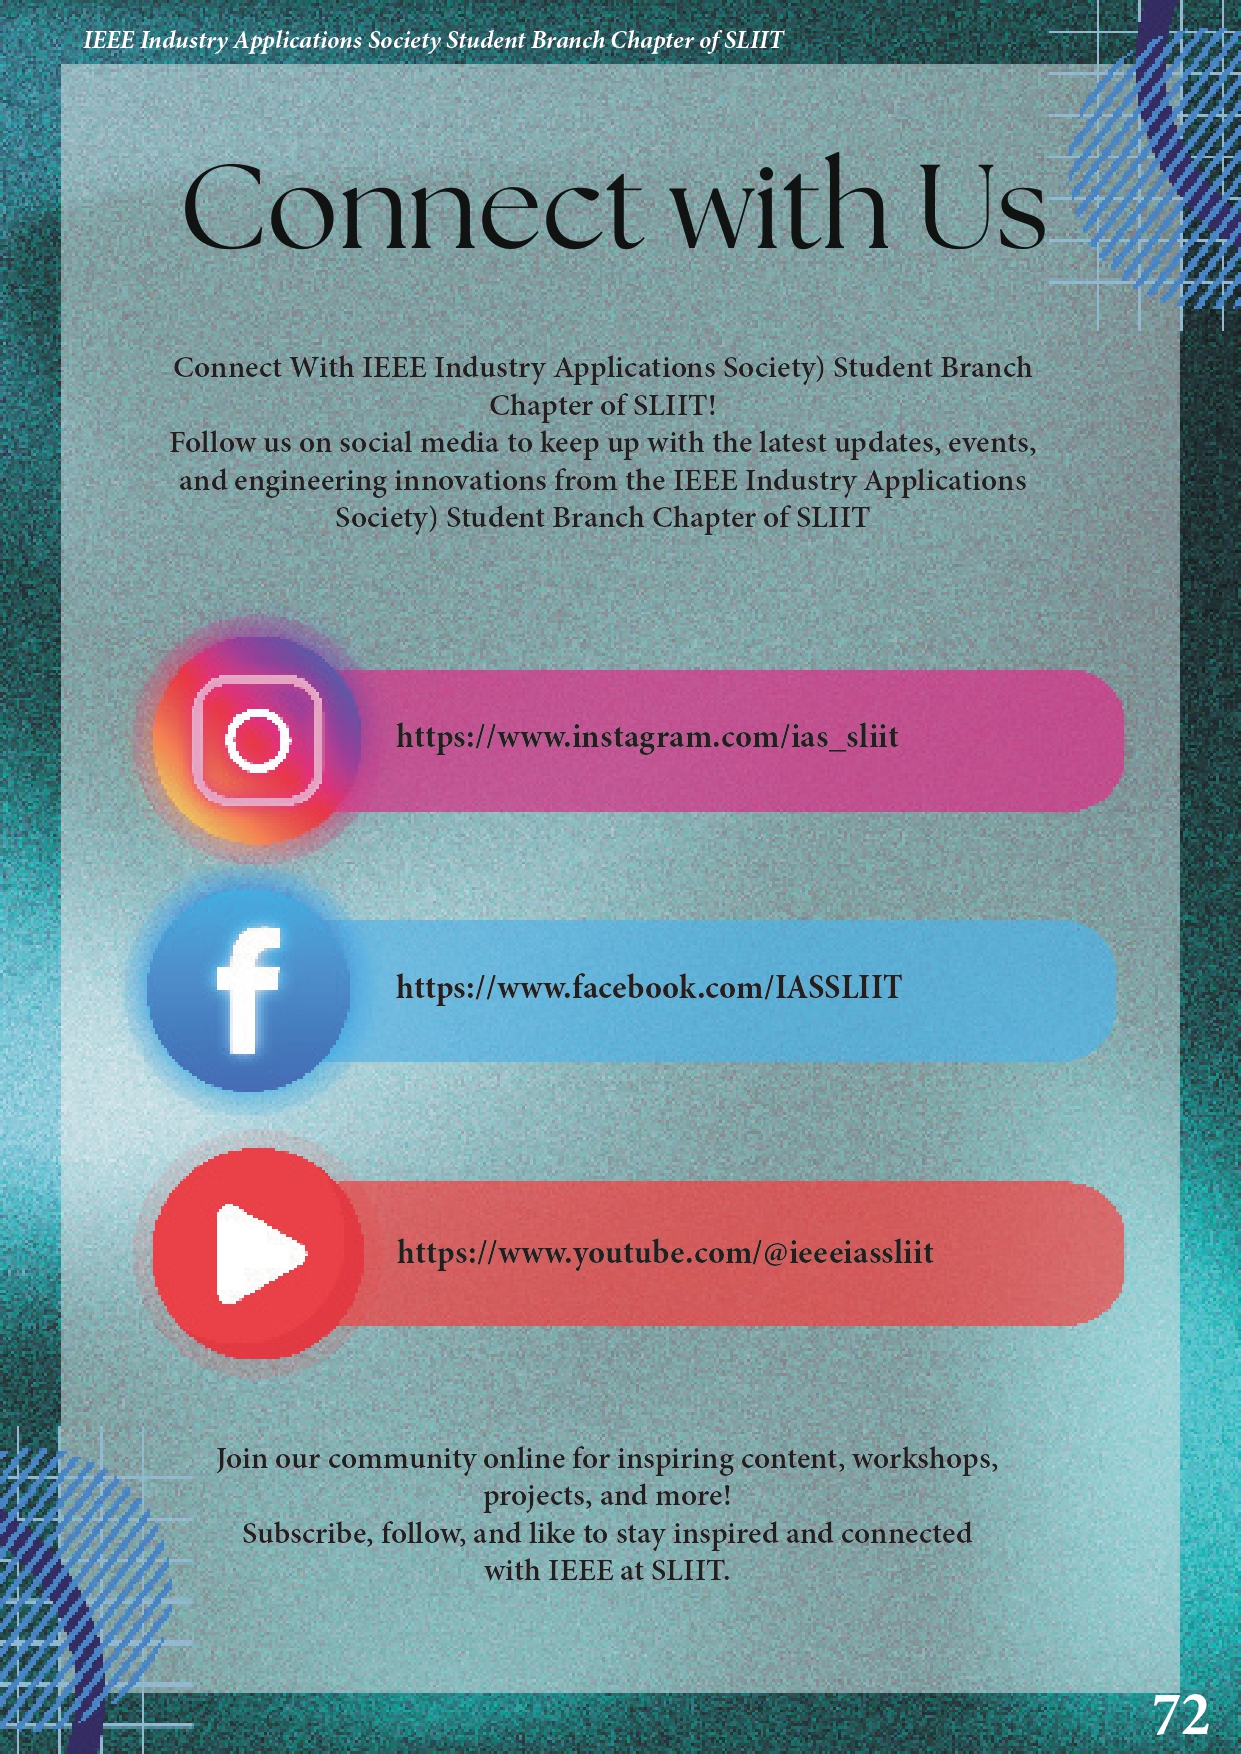 IEEE Industry Applications Society Student Branch Chapter of SLIIT
Connect with Us
Connect With IEEE Industry Applications Society) Student Branch
Chapter of SLIIT!
Follow us on social media to keep up with the latest updates, events,
and engineering innovations from the IEEE Industry Applications
Society) Student Branch Chapter of SLIIT
https://www.instagram.com/ias_sliit
https://www.facebook.com/IASSLIIT
https://www.youtube.com/@ieeeiassliit
Join our community online for inspiring content, workshops,
projects, and more!
Subscribe, follow, and like to stay inspired and connected
with IEEE at SLIIT.
72